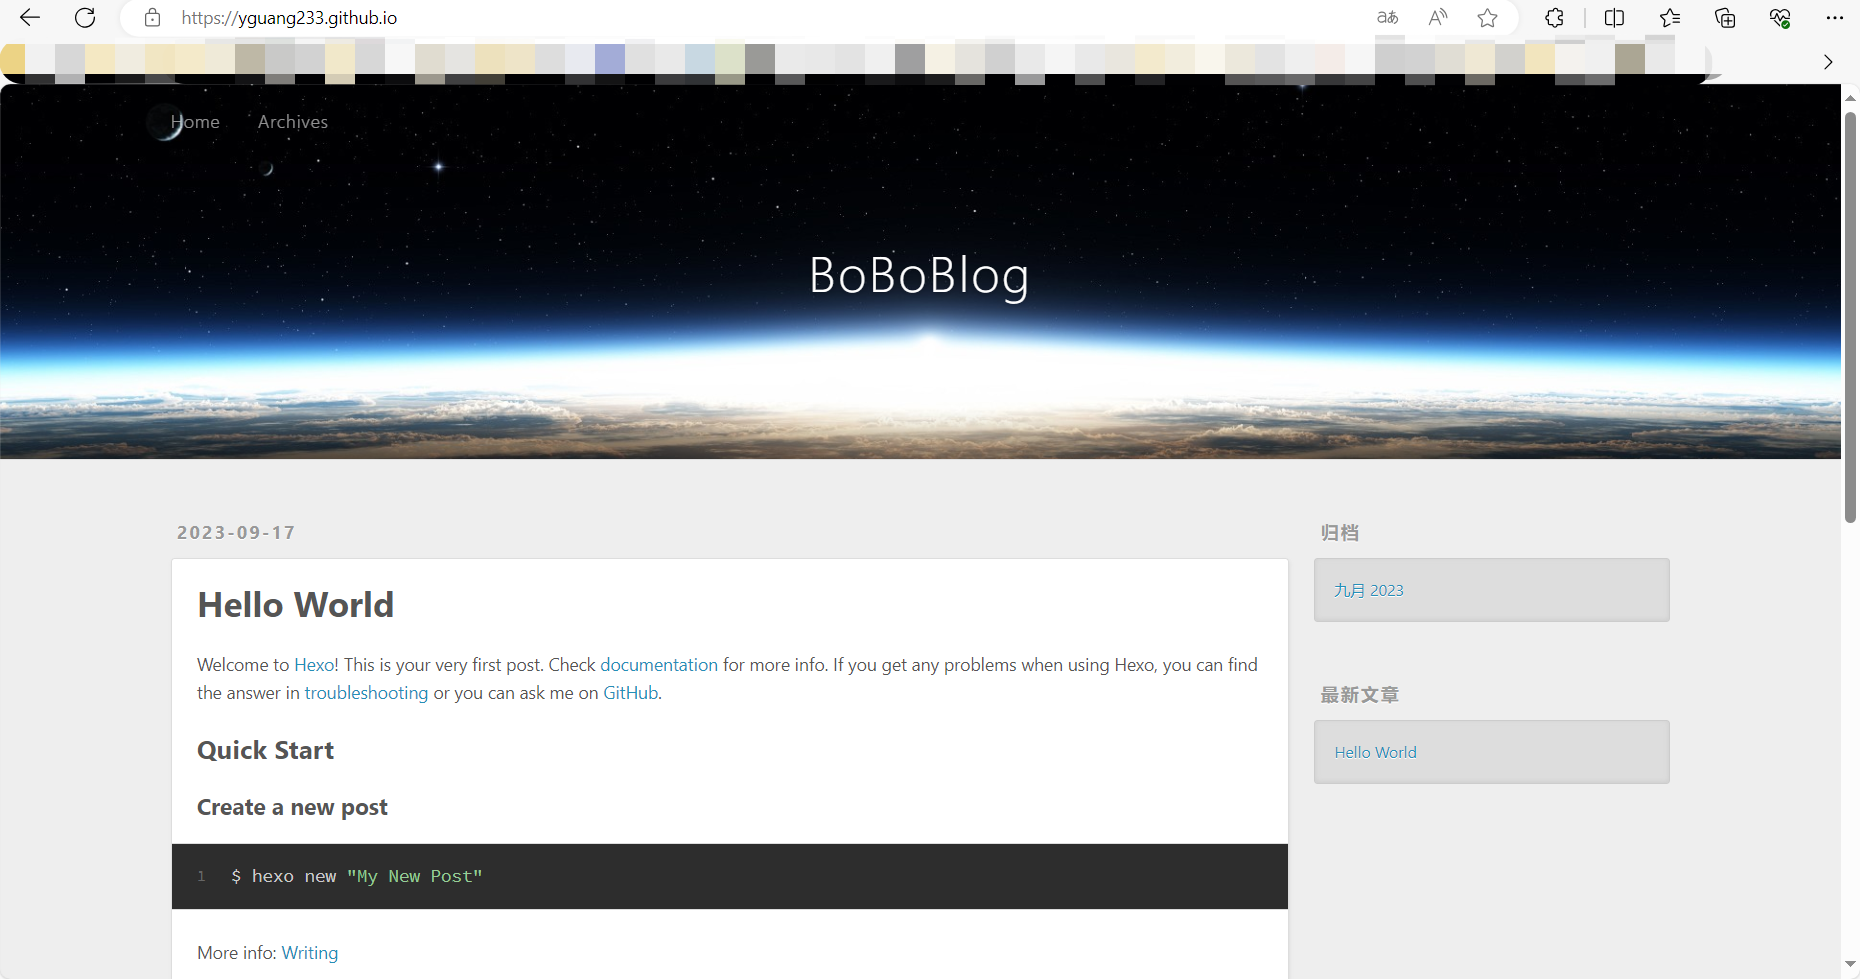 https://yguang233.github.io
Home Archives
BoBoBlog
2023-09-17
Hello World
Welcome to Hexo! This is your very first post. Check documentation for more info. If you get any problems when using Hexo, you can find
the answer in troubleshooting or you can ask me on GitHub.
Quick Start
Create a new post
1 $ hexo new "My New Post"
More info: Writing
归档
九月 2023
最新文章
Hello World